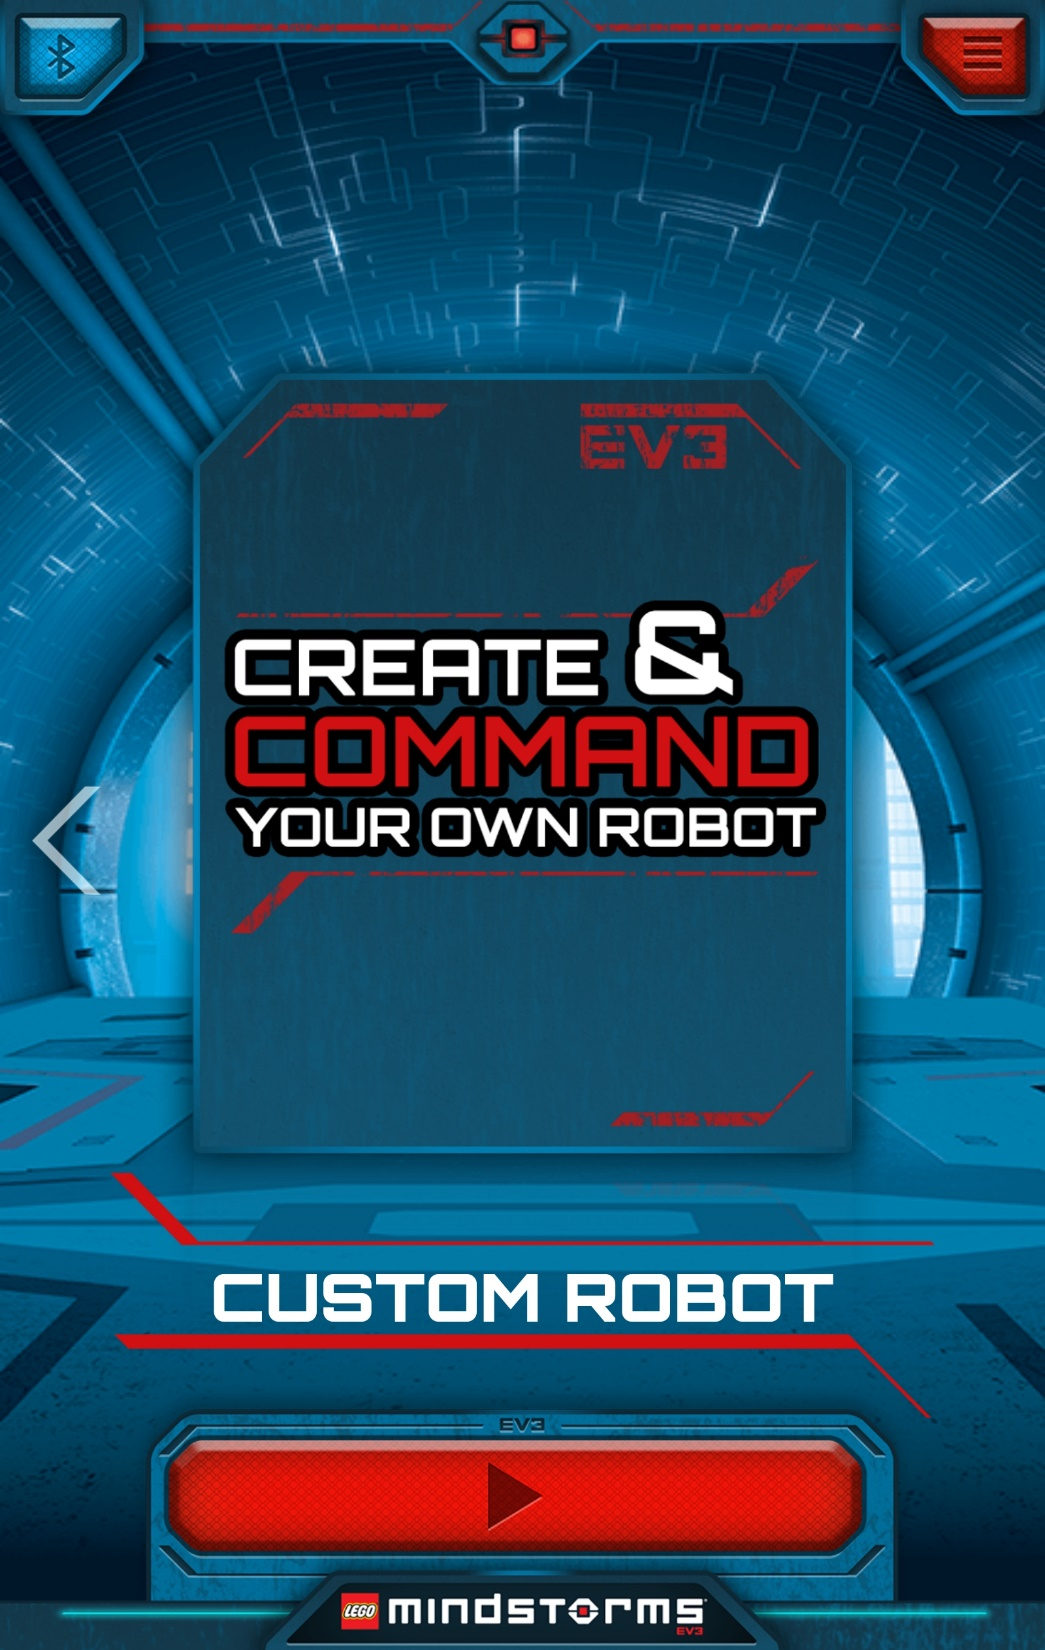 EV3
CREATE &
COMMAND
YOUR OWN ROBOT
CUSTOM ROBOT
EV3
LEGO mindstorms
EV3